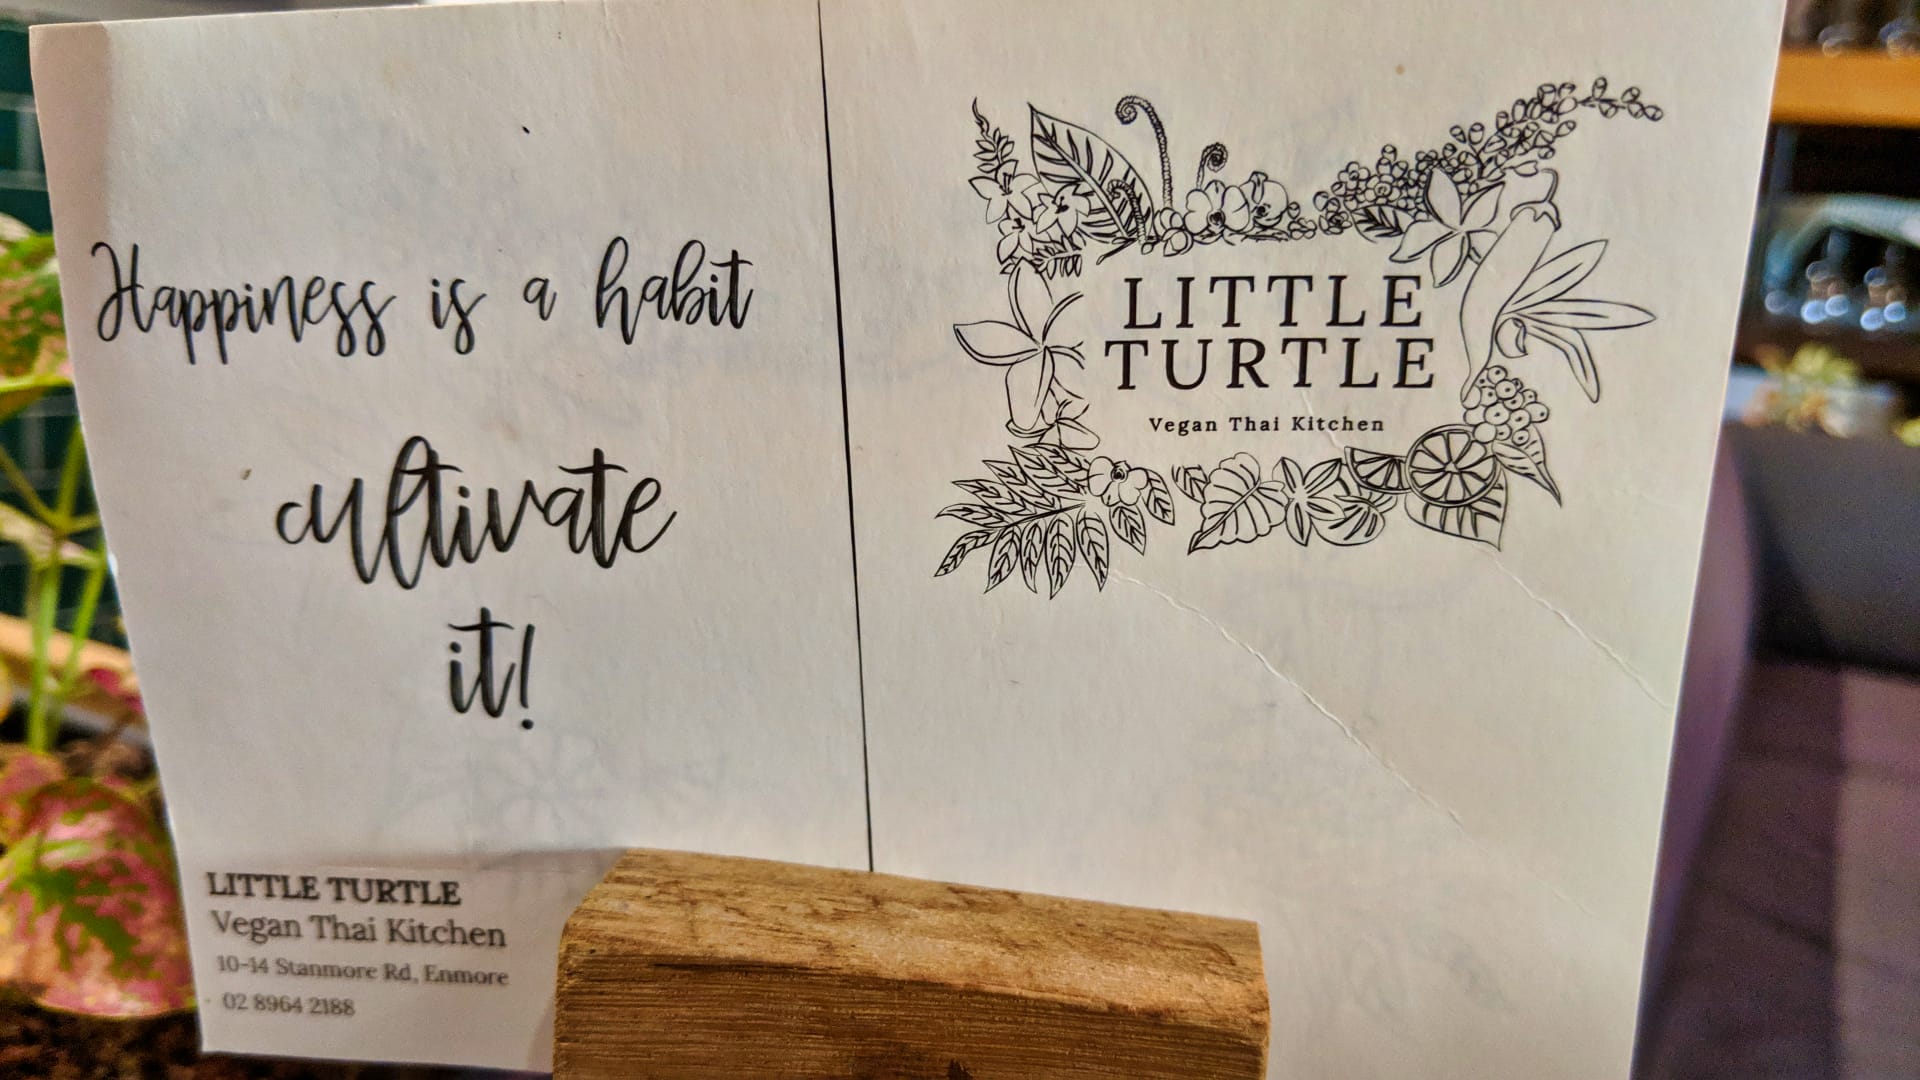 Happiness is a habit
cultivate
it!
LITTLE TURTLE
Vegan Thai Kitchen
10-14 Stanmore Rd, Enmore
02 8964 2188
LITTLE
TURTLE
Vegan Thai Kitchen